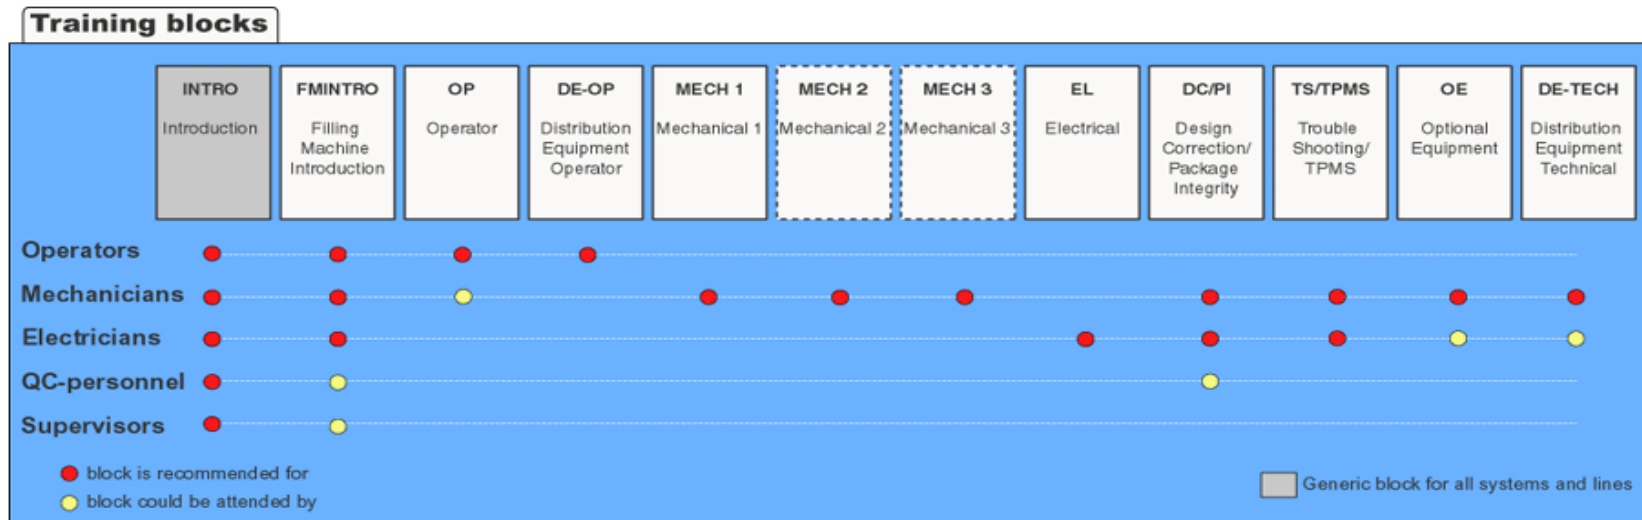 Training blocks
INTRO
Introduction
FMINTRO
Filling
Machine
Introduction
OP
Operator
DE-OP
Distribution
Equipment
Operator
MECH 1
Mechanical 1
MECH 2
Mechanical 2
MECH 3
Mechanical 3
EL
Electrical
DC/PI
Design
Correction/
Package
Integrity
TS/TPMS
Trouble
Shooting/
TPMS
OE
Optional
Equipment
DE-TECH
Distribution
Equipment
Technical
Operators
Mechanicians
Electricians
QC-personnel
Supervisors
block is recommended for
block could be attended by
Generic block for all systems and lines